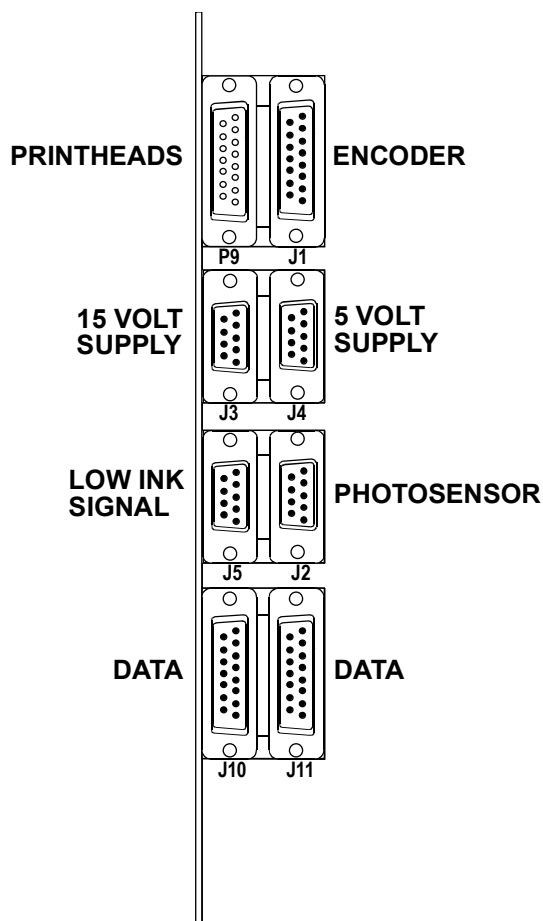 PRINTHEADS
ENCODER
P9
J1
15 VOLT
SUPPLY
5 VOLT
SUPPLY
J3
J4
LOW INK
SIGNAL
PHOTOSENSOR
J5
J2
DATA
DATA
J10
J11